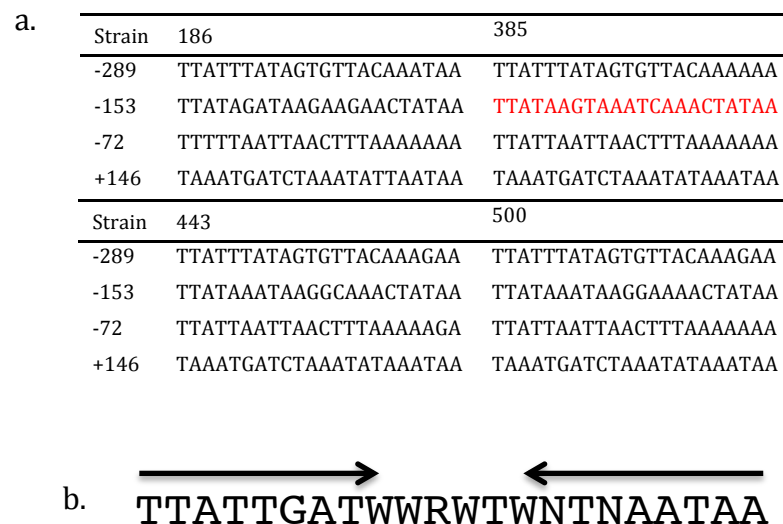 a.
Strain 186 385
-289 TTATTTATAGTGTTACAAATAA TTATTTATAGTGTTACAAAAAA
-153 TTATAGATAAGAAGAACTATAA TTATAAGTAAATCAAACTATAA
-72 TTTTTAATTAACTTTAAAAAAA TTATTAATTAACTTTAAAAAAA
+146 TAAATGATCTAAATATTAATAA TAAATGATCTAAATATAAATAA
Strain 443 500
-289 TTATTTATAGTGTTACAAAGAA TTATTTATAGTGTTACAAAGAA
-153 TTATAAATAAGGCAAACTATAA TTATAAATAAGGAAAACTATAA
-72 TTATTAATTAACTTTAAAAAGA TTATTAATTAACTTTAAAAAAA
+146 TAAATGATCTAAATATAAATAA TAAATGATCTAAATATAAATAA
b. TTATTGATWWRWTWNTNAATAA